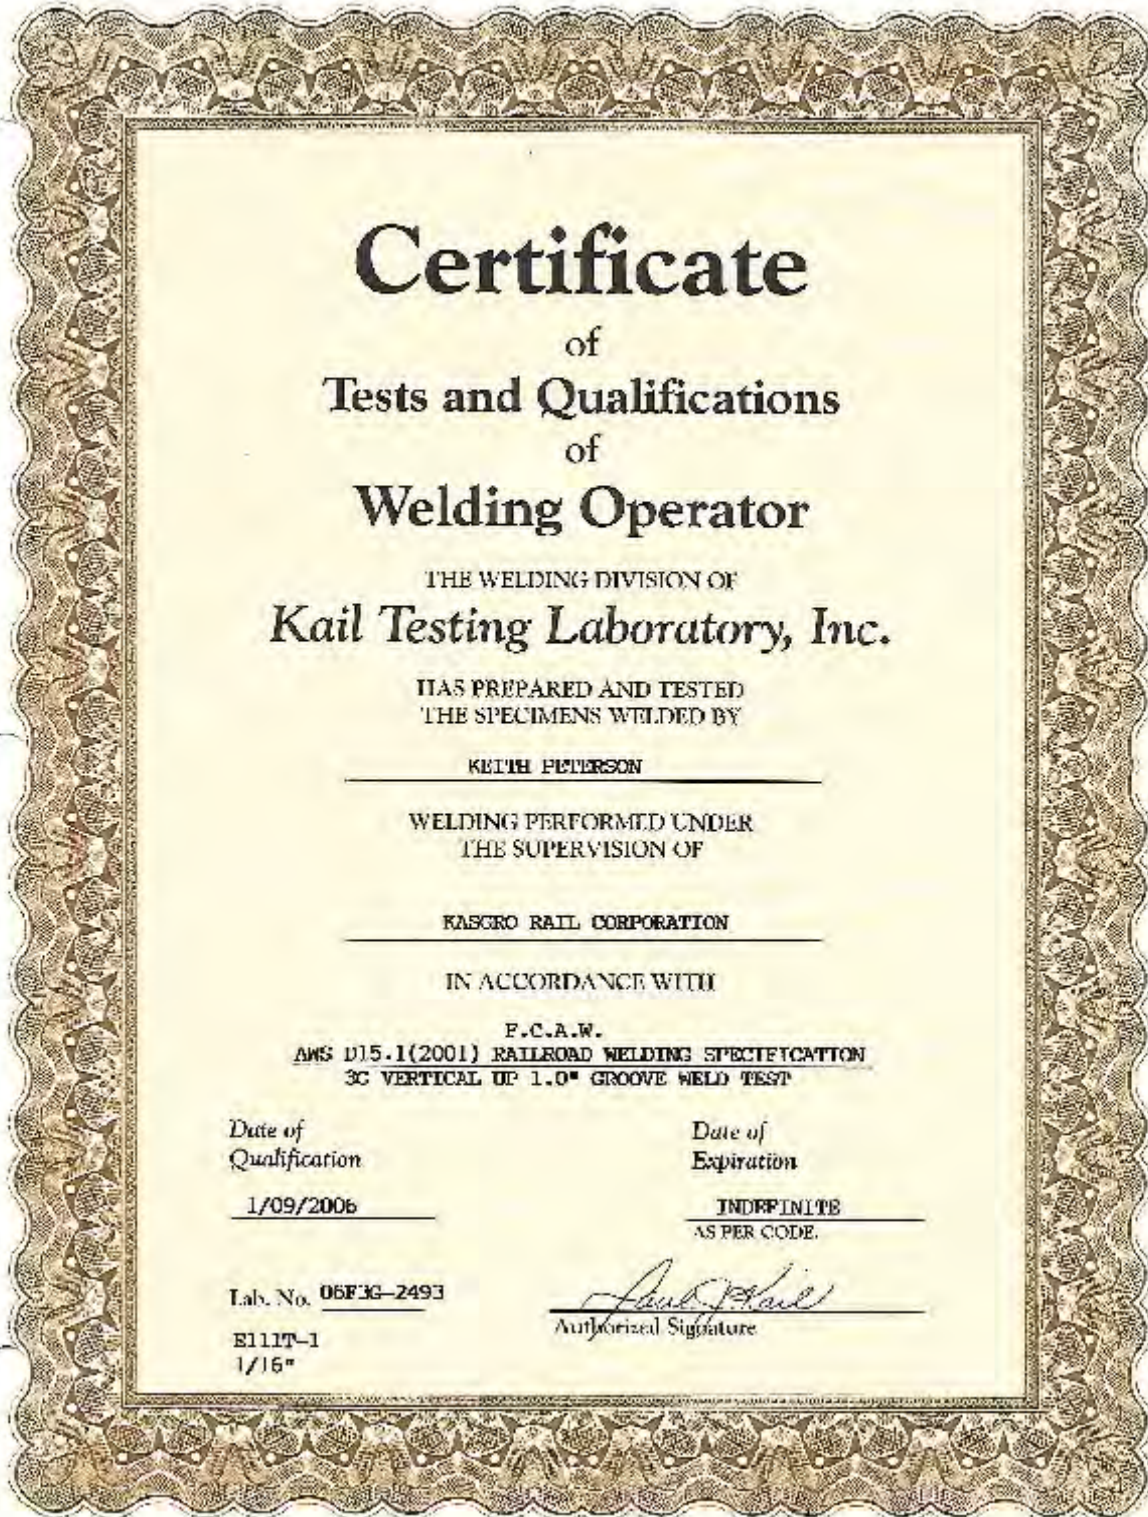 Certificate
of
Tests and Qualifications
of
Welding Operator
THE WELDING DIVISION OF
Kail Testing Laboratory, Inc.
HAS PREPARED AND TESTED
THE SPECIMENS WELDED BY
KEITH PETERSON
WELDING PERFORMED UNDER
THE SUPERVISION OF
KASGRO RAIL CORPORATION
IN ACCORDANCE WITH
F.C.A.W.
AWS D15.1(2001) RAILROAD WELDING SPECIFICATION
3G VERTICAL UP 1.0" GROOVE WELD TEST
Date of
Qualification
1/09/2006
Date of
Expiration
INDEFINITE
AS PER CODE.
Lab. No. 06F3G-2493
Paul J Kail
Authorized Signature
E111T-1
1/16"